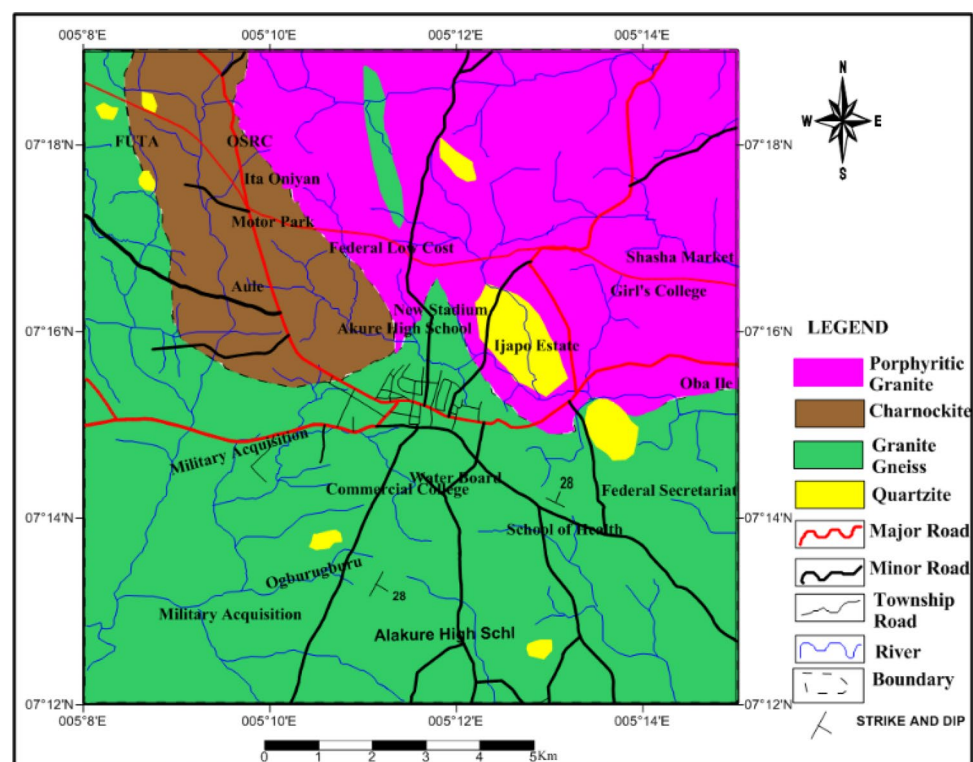 005°8'E 005°10'E 005°12'E 005°14'E
N
W E
S
07°18'N 07°18'N
FUTA OSRC
Ita Oniyan
Motor Park
Federal Low Cost
Shasha Market
Girl's College
Aule
New Stadium
Akure High School
07°16'N 07°16'N
Ijapo Estate
Oba Ile
Military Acquisition
Water Board
Commercial College
28
Federal Secretariat
07°14'N 07°14'N
School of Health
Ogburugburu
28
Military Acquisition
Alakure High Schl
07°12'N 07°12'N
005°8'E 005°10'E 005°12'E 005°14'E
0 1 2 3 4 5Km
LEGEND
Porphyritic
Granite
Charnockite
Granite
Gneiss
Quartzite
Major Road
Minor Road
Township
Road
River
Boundary
STRIKE AND DIP